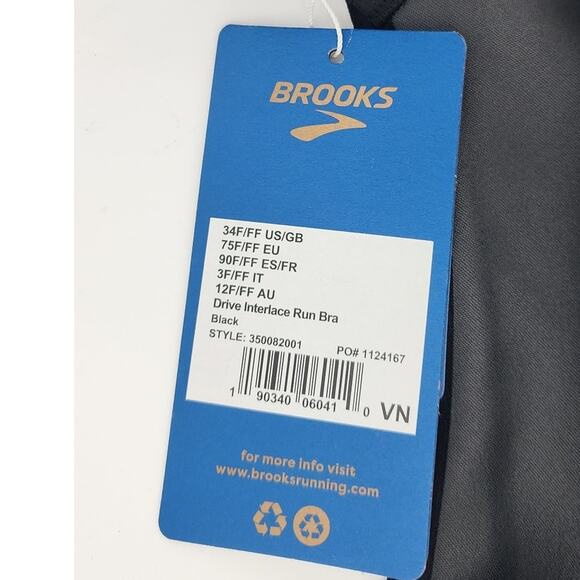 BROOKS
34F/FF US/GB
75F/FF EU
90F/FF ES/FR
3F/FF IT
12F/FF AU
Drive Interlace Run Bra
Black
STYLE: 350082001 PO# 1124167
1 90340 06041 0 VN
for more info visit
www.brooksrunning.com